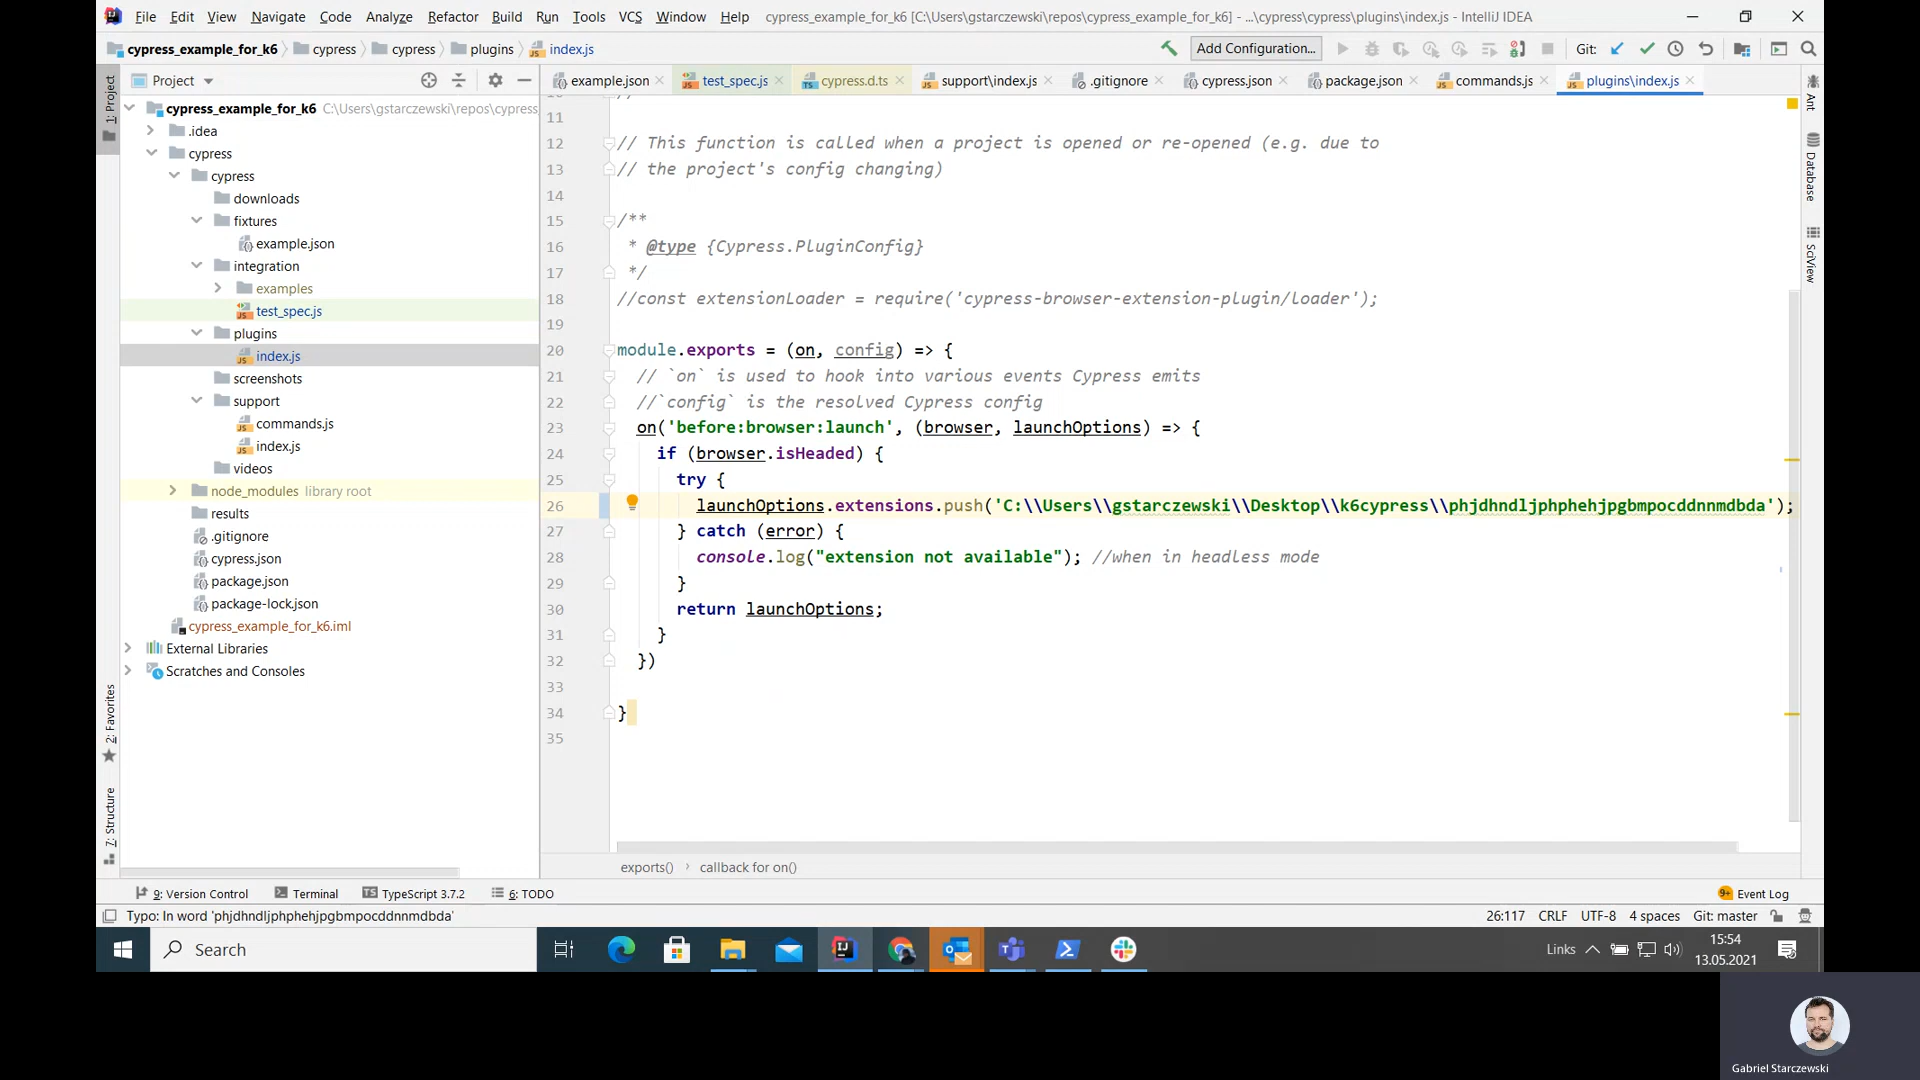 File Edit View Navigate Code Analyze Refactor Build Run Tools VCS Window Help cypress_example_for_k6 [C:\Users\gstarczewski\repos\cypress_example_for_k6] - ...\cypress\cypress\plugins\index.js - IntelliJ IDEA
cypress_example_for_k6 cypress cypress plugins index.js Add Configuration... Git:
Project example.json test_spec.js cypress.d.ts support\index.js .gitignore cypress.json package.json commands.js plugins\index.js
1: Project
cypress_example_for_k6 C:\Users\gstarczewski\repos\cypress
.idea
cypress
cypress
downloads
fixtures
example.json
integration
examples
test_spec.js
plugins
index.js
screenshots
support
commands.js
index.js
videos
node_modules library root
results
.gitignore
cypress.json
package.json
package-lock.json
cypress_example_for_k6.iml
External Libraries
Scratches and Consoles
2: Favorites
7: Structure
11
12 // This function is called when a project is opened or re-opened (e.g. due to
13 // the project's config changing)
14
15 /**
16 * @type {Cypress.PluginConfig}
17 */
18 //const extensionLoader = require('cypress-browser-extension-plugin/loader');
19
20 module.exports = (on, config) => {
21 // `on` is used to hook into various events Cypress emits
22 //`config` is the resolved Cypress config
23 on('before:browser:launch', (browser, launchOptions) => {
24 if (browser.isHeaded) {
25 try {
26 launchOptions.extensions.push('C:\\Users\\gstarczewski\\Desktop\\k6cypress\\phjdhndljphphehjpgbmpocddnnmdbda');
27 } catch (error) {
28 console.log("extension not available"); //when in headless mode
29 }
30 return launchOptions;
31 }
32 })
33
34 }
35
Ant
Database
SciView
exports() › callback for on()
9: Version Control Terminal TypeScript 3.7.2 6: TODO 9+ Event Log
Typo: In word 'phjdhndljphphehjpgbmpocddnnmdbda' 26:117 CRLF UTF-8 4 spaces Git: master
Search Links 15:54
13.05.2021
Gabriel Starczewski